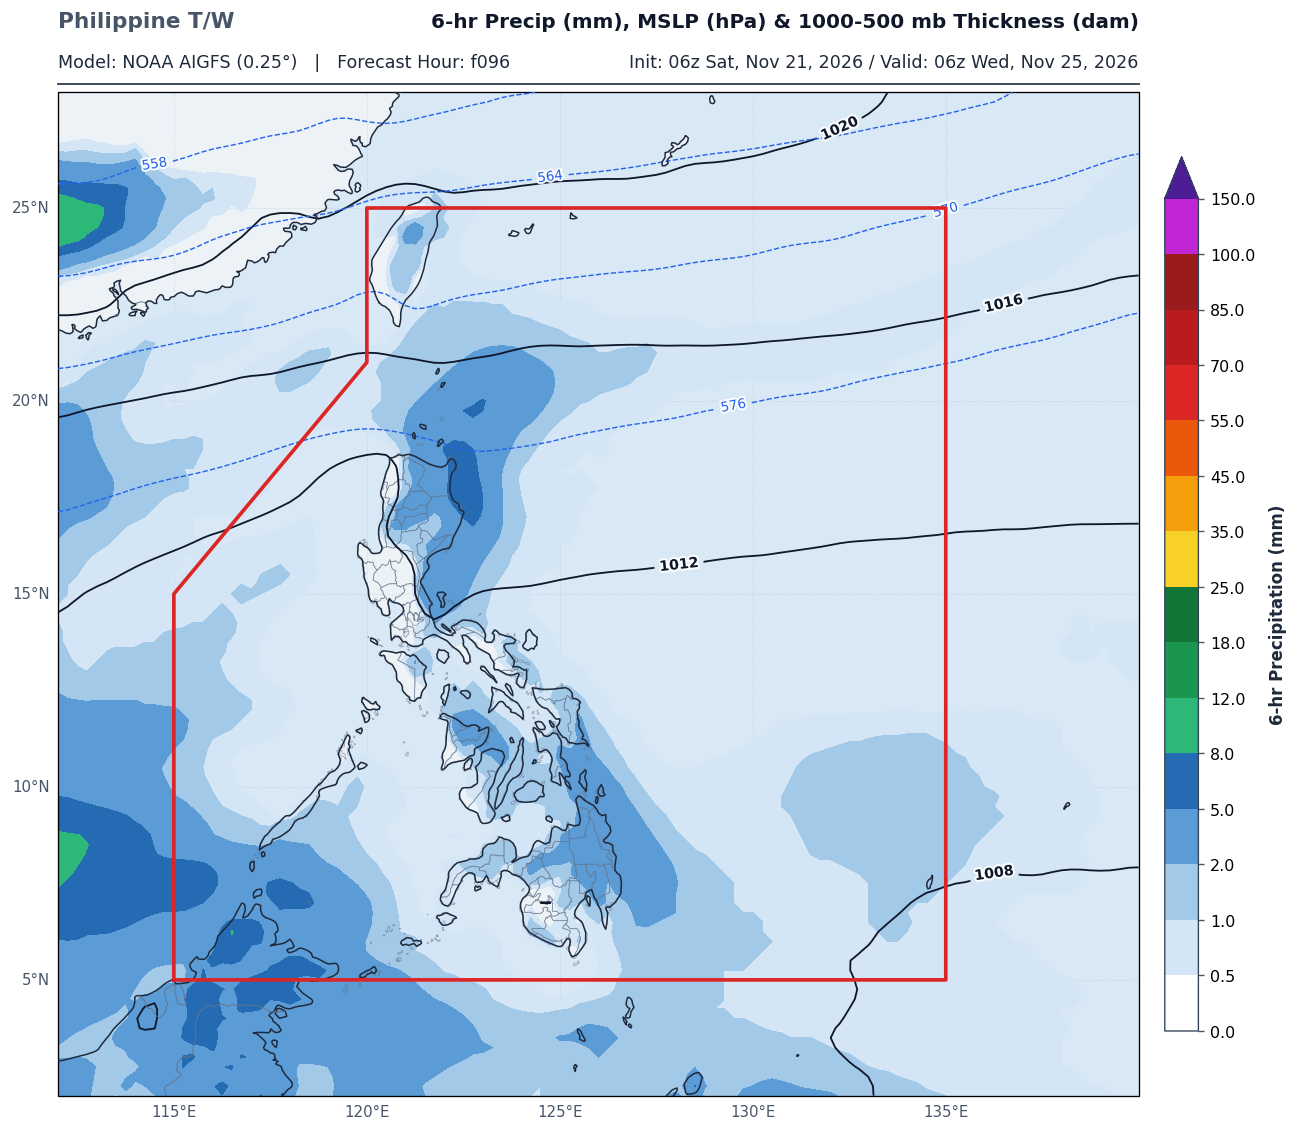 Philippine T/W
6-hr Precip (mm), MSLP (hPa) & 1000-500 mb Thickness (dam)
Model: NOAA AIGFS (0.25°) | Forecast Hour: f096
Init: 06z Sat, Nov 21, 2026 / Valid: 06z Wed, Nov 25, 2026
1020
558
564
570
25°N
1016
20°N
576
1012
15°N
10°N
1008
5°N
115°E
120°E
125°E
130°E
135°E
150.0
100.0
85.0
70.0
55.0
45.0
35.0
25.0
18.0
12.0
8.0
5.0
2.0
1.0
0.5
0.0
6-hr Precipitation (mm)